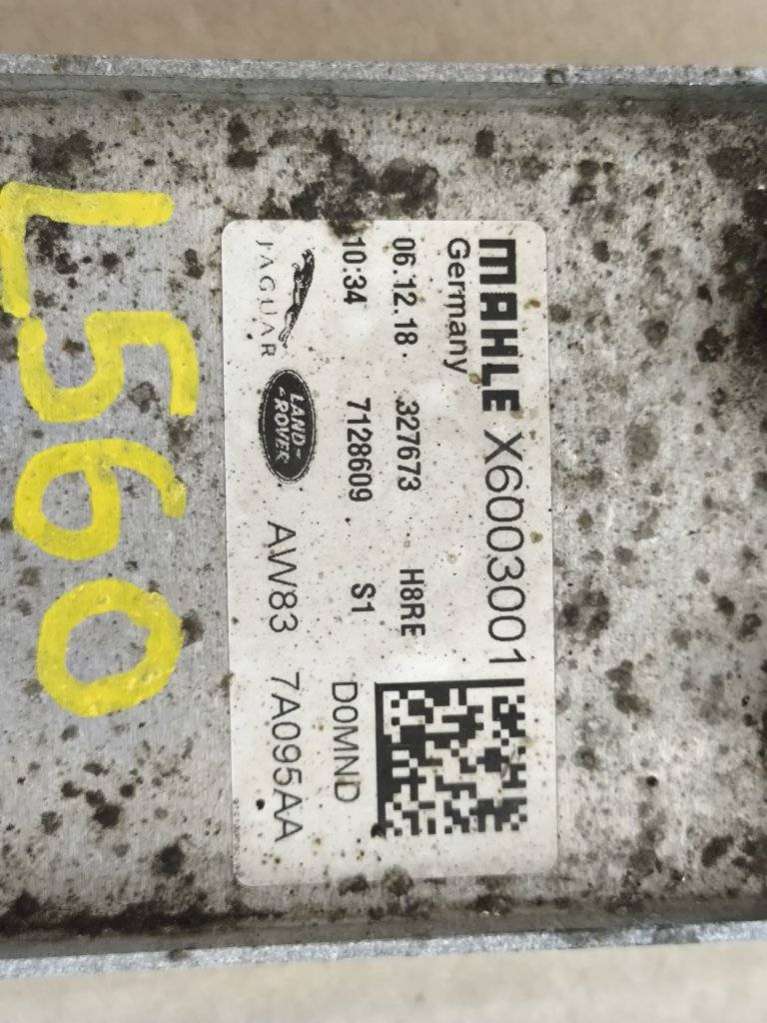 MAHLE X6003001
Germany
06.12.18 327673 H8RE
10:34 7128609 S1 DOMND
JAGUAR LAND-ROVER AW83 7A095AA
L560